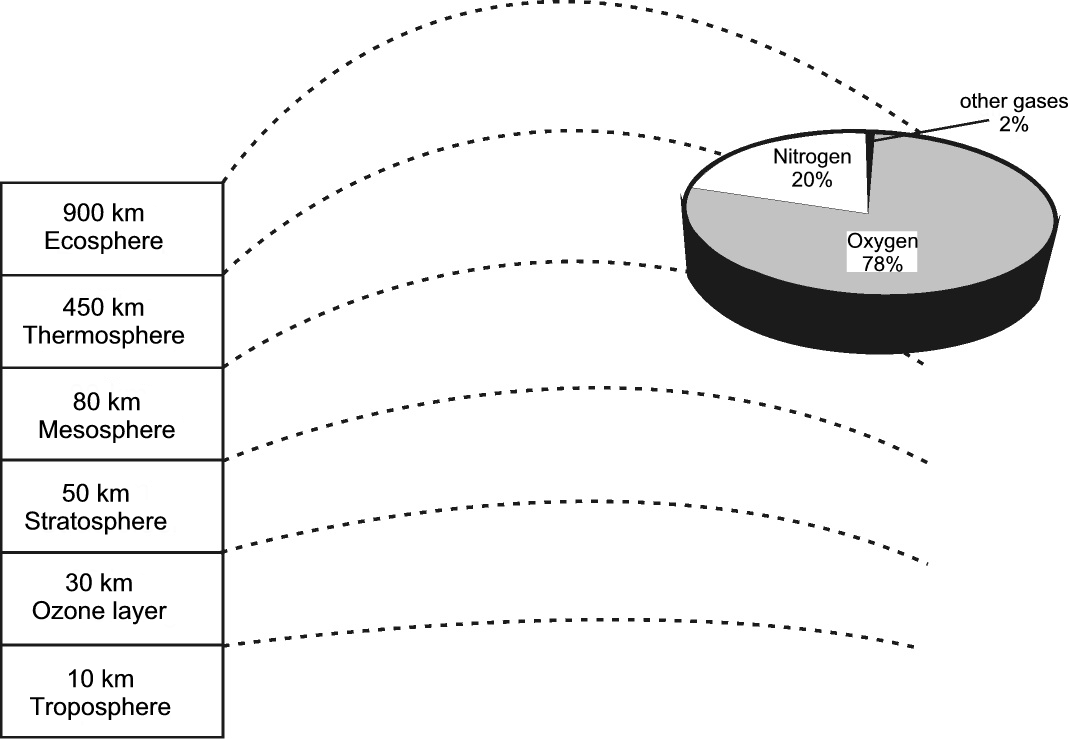 900 km
Ecosphere
450 km
Thermosphere
80 km
Mesosphere
50 km
Stratosphere
30 km
Ozone layer
10 km
Troposphere
other gases
2%
Nitrogen
20%
Oxygen
78%